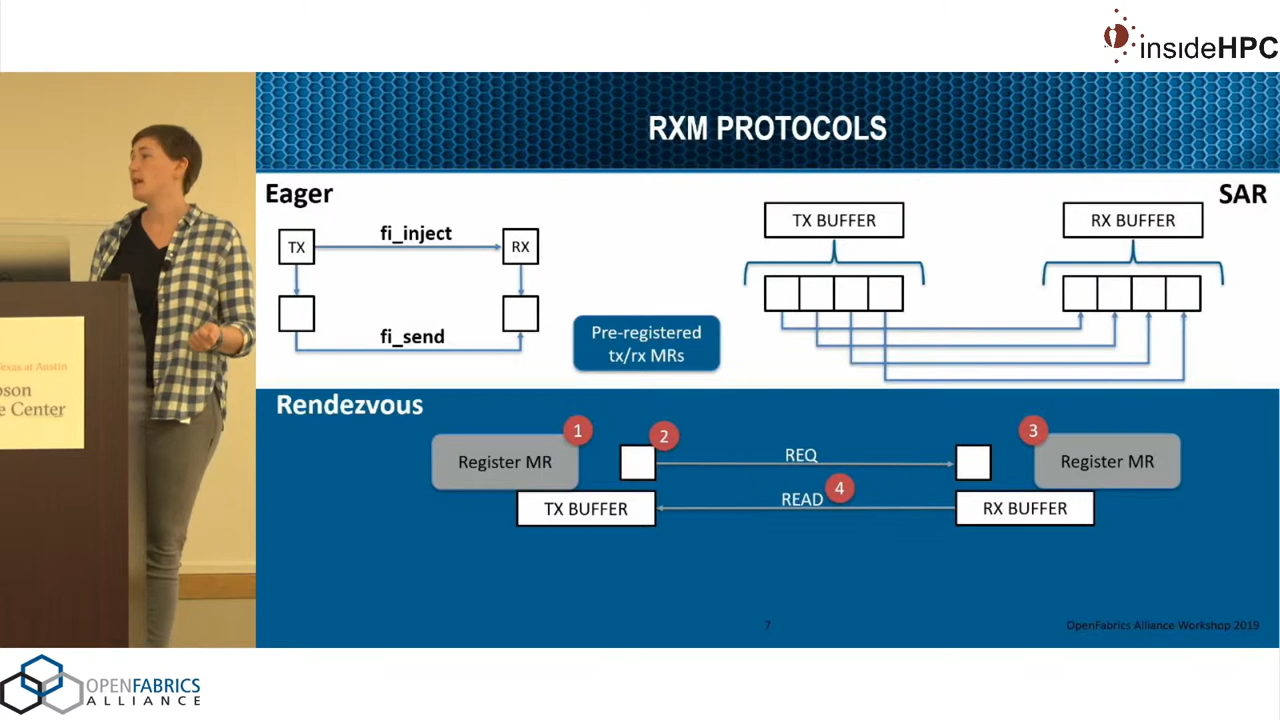 insideHPC
RXM PROTOCOLS
Eager
SAR
TX
fi_inject
RX
fi_send
TX BUFFER
RX BUFFER
Pre-registered
tx/rx MRs
Rendezvous
1
Register MR
2
REQ
3
Register MR
TX BUFFER
READ
4
RX BUFFER
7
OpenFabrics Alliance Workshop 2019
Texas at Austin
Center
OPENFABRICS
ALLIANCE